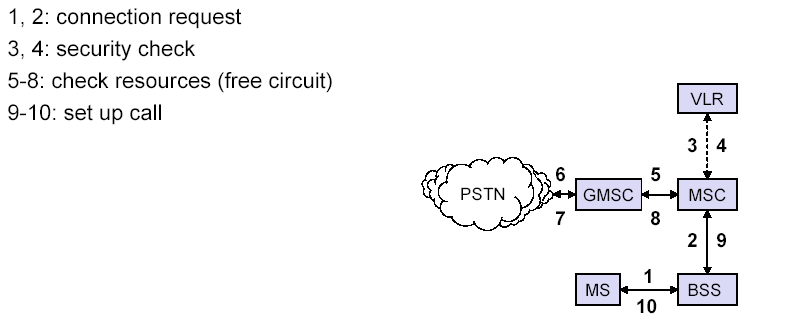 1, 2: connection request
3, 4: security check
5-8: check resources (free circuit)
9-10: set up call
VLR
3 4
6 5
PSTN GMSC MSC
7 8
2 9
1
MS BSS
10